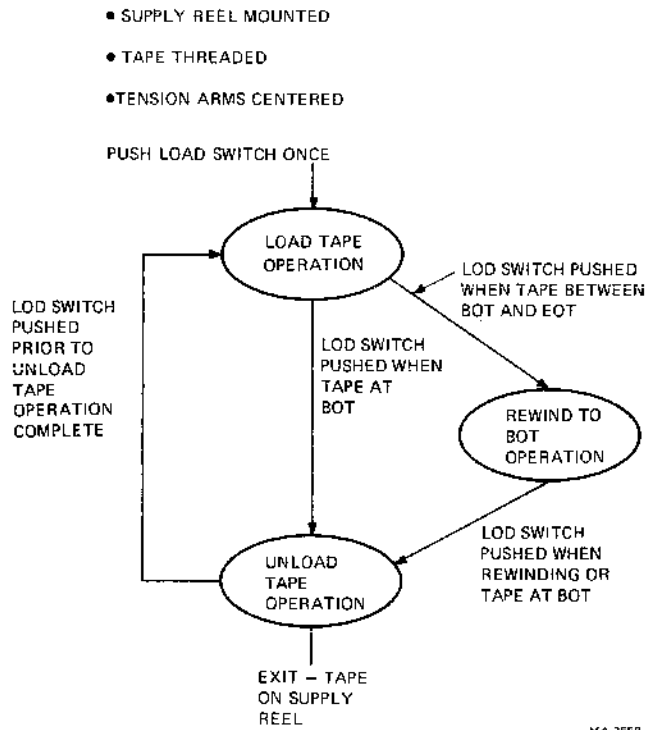 • SUPPLY REEL MOUNTED
• TAPE THREADED
•TENSION ARMS CENTERED
PUSH LOAD SWITCH ONCE
LOAD TAPE
OPERATION
LOD SWITCH PUSHED
WHEN TAPE BETWEEN
BOT AND EOT
LOD SWITCH
PUSHED
PRIOR TO
UNLOAD
TAPE
OPERATION
COMPLETE
LOD SWITCH
PUSHED WHEN
TAPE AT
BOT
REWIND TO
BOT
OPERATION
LOD SWITCH
PUSHED WHEN
REWINDING OR
TAPE AT BOT
UNLOAD
TAPE
OPERATION
EXIT – TAPE
ON SUPPLY
REEL